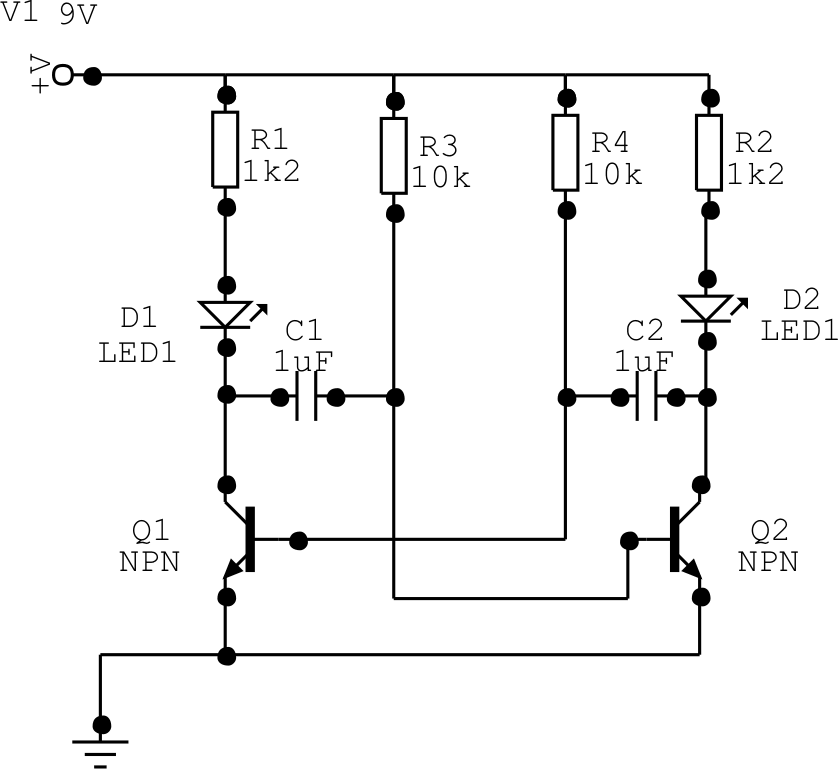 V1 9V
+V
R1
1k2
R3
10k
R4
10k
R2
1k2
D1
LED1
C1
1uF
C2
1uF
D2
LED1
Q1
NPN
Q2
NPN